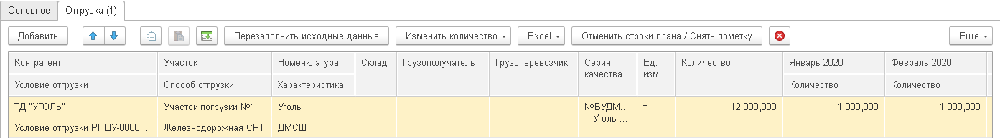 Основное Отгрузка (1)
Добавить Перезаполнить исходные данные Изменить количество Excel Отменить строки плана / Снять пометку Еще
Контрагент Участок Номенклатура Склад Грузополучатель Грузоперевозчик Серия качества Ед. изм. Количество Январь 2020 Февраль 2020
Условие отгрузки Способ отгрузки Характеристика Количество Количество
ТД "УГОЛЬ" Участок погрузки №1 Уголь №БУДМ... т 12 000,000 1 000,000 1 000,000
- Уголь ...
Условие отгрузки РПЦУ-0000... Железнодорожная СРТ ДМСШ